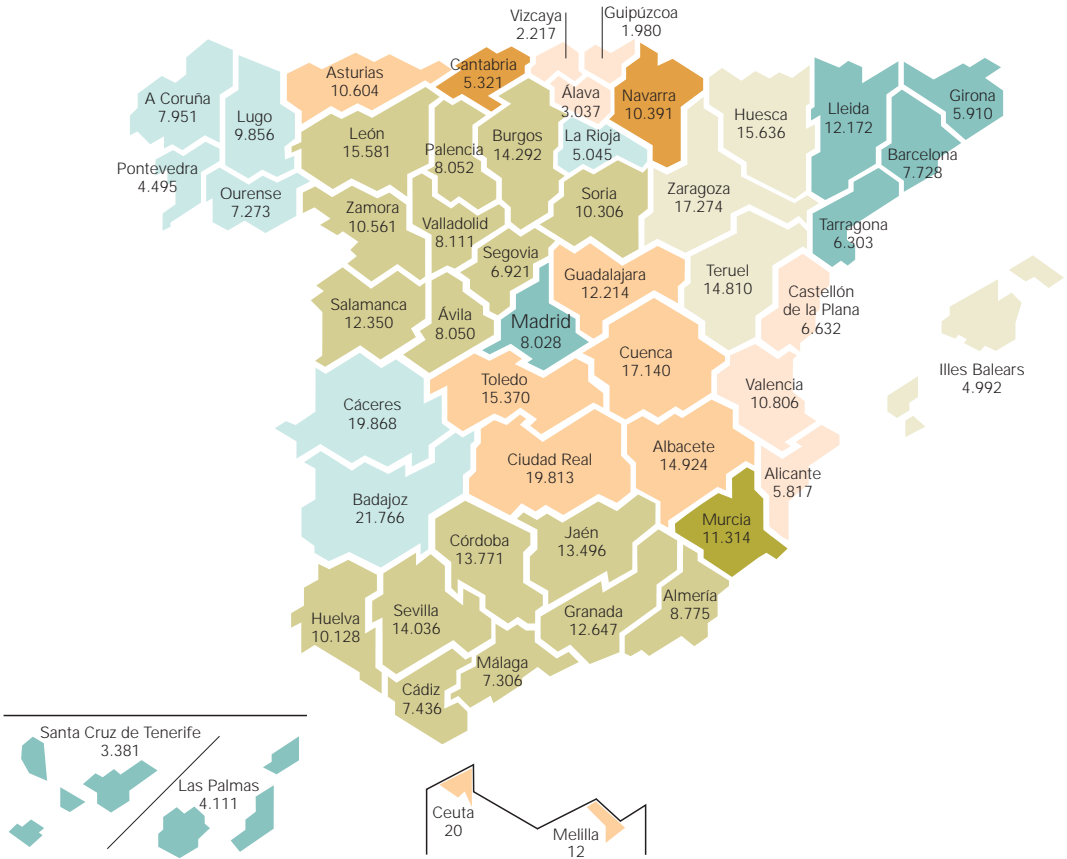 Vizcaya
2.217
Guipúzcoa
1.980
Cantabria
5.321
Asturias
10.604
A Coruña
7.951
Lugo
9.856
Álava
3.037
Navarra
10.391
Huesca
15.636
Lleida
12.172
Girona
5.910
León
15.581
Palencia
8.052
Burgos
14.292
La Rioja
5.045
Barcelona
7.728
Pontevedra
4.495
Ourense
7.273
Zamora
10.561
Valladolid
8.111
Soria
10.306
Zaragoza
17.274
Tarragona
6.303
Segovia
6.921
Guadalajara
12.214
Teruel
14.810
Castellón
de la Plana
6.632
Salamanca
12.350
Ávila
8.050
Madrid
8.028
Cuenca
17.140
Illes Balears
4.992
Toledo
15.370
Valencia
10.806
Cáceres
19.868
Ciudad Real
19.813
Albacete
14.924
Alicante
5.817
Badajoz
21.766
Murcia
11.314
Córdoba
13.771
Jaén
13.496
Almería
8.775
Huelva
10.128
Sevilla
14.036
Granada
12.647
Málaga
7.306
Cádiz
7.436
Santa Cruz de Tenerife
3.381
Las Palmas
4.111
Ceuta
20
Melilla
12